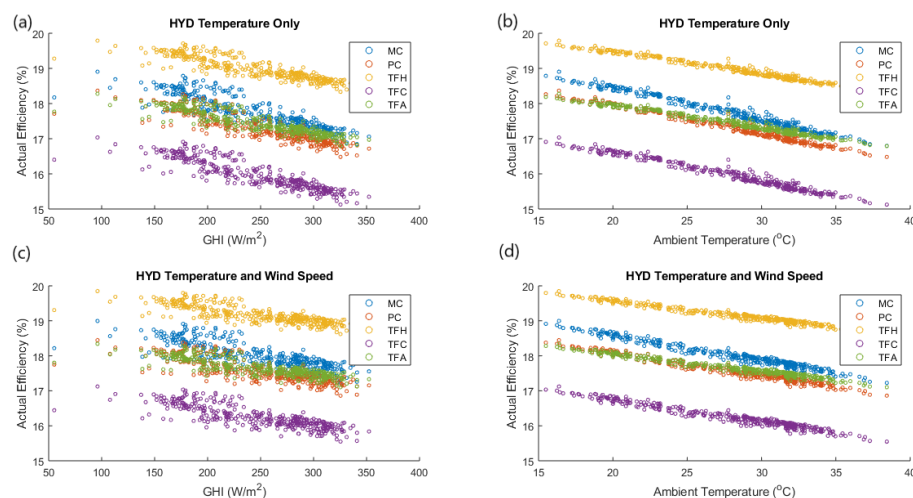 (a)
HYD Temperature Only
20
19
18
17
16
15
Actual Efficiency (%)
50 100 150 200 250 300 350 400
GHI (W/m²)
MC
PC
TFH
TFC
TFA
(b)
HYD Temperature Only
20
19
18
17
16
15
Actual Efficiency (%)
15 20 25 30 35 40
Ambient Temperature (°C)
MC
PC
TFH
TFC
TFA
(c)
HYD Temperature and Wind Speed
20
19
18
17
16
15
Actual Efficiency (%)
50 100 150 200 250 300 350 400
GHI (W/m²)
MC
PC
TFH
TFC
TFA
(d)
HYD Temperature and Wind Speed
20
19
18
17
16
15
Actual Efficiency (%)
15 20 25 30 35 40
Ambient Temperature (°C)
MC
PC
TFH
TFC
TFA